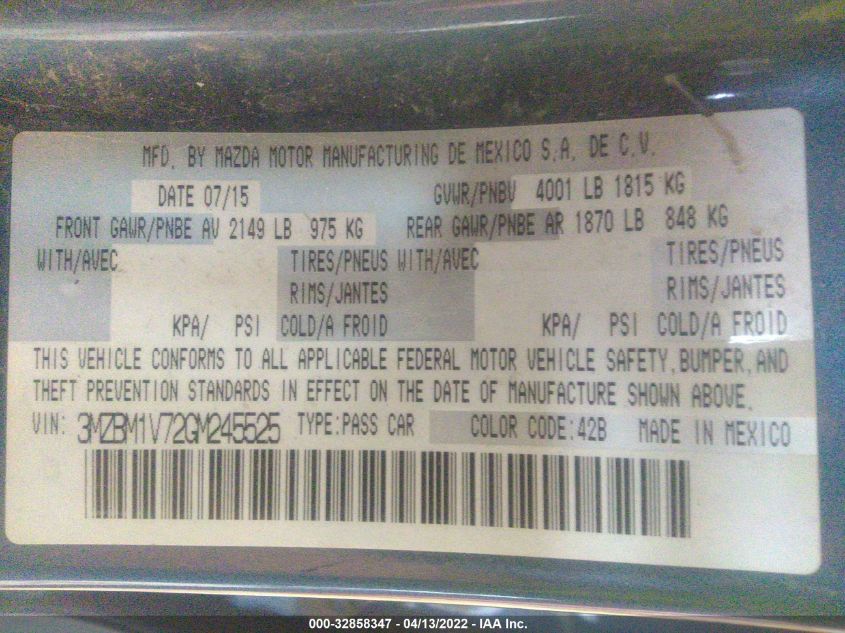 MFD. BY MAZDA MOTOR MANUFACTURING DE MEXICO S.A. DE C.V.
DATE 07/15 GVWR/PNBV 4001 LB 1815 KG
FRONT GAWR/PNBE AV 2149 LB 975 KG REAR GAWR/PNBE AR 1870 LB 848 KG
WITH/AVEC TIRES/PNEUS WITH/AVEC TIRES/PNEUS
RIMS/JANTES RIMS/JANTES
KPA/ PSI COLD/A FROID KPA/ PSI COLD/A FROID
THIS VEHICLE CONFORMS TO ALL APPLICABLE FEDERAL MOTOR VEHICLE SAFETY, BUMPER, AND
THEFT PREVENTION STANDARDS IN EFFECT ON THE DATE OF MANUFACTURE SHOWN ABOVE.
VIN: 3MZBM1V72GM245525 TYPE:PASS CAR COLOR CODE:42B MADE IN MEXICO
000-32858347 - 04/13/2022 - IAA Inc.